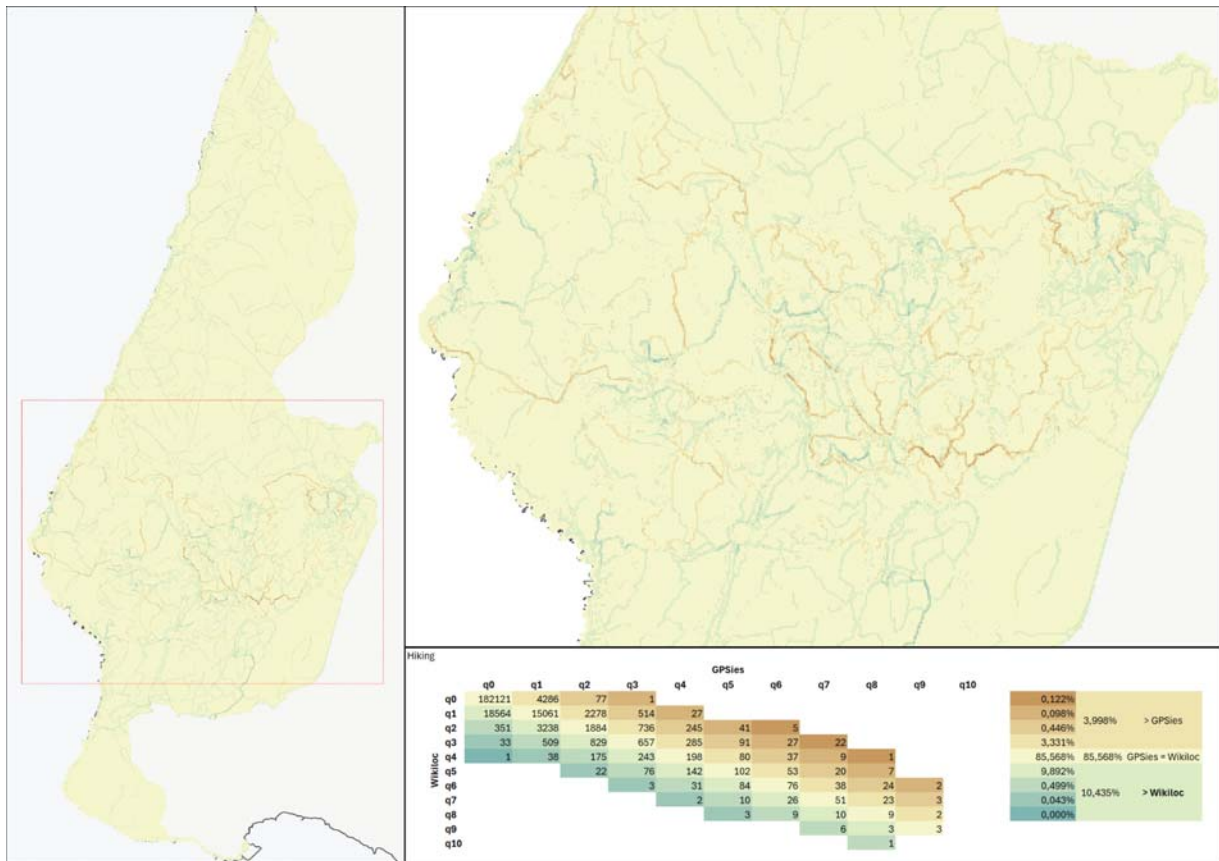 Hiking
GPSies
q0 q1 q2 q3 q4 q5 q6 q7 q8 q9 q10
Wikiloc
q0 182121 4286 77 1
q1 18564 15061 2278 514 27
q2 351 3238 1884 736 245 41 5
q3 33 509 829 657 285 91 27 22
q4 1 38 175 243 198 80 37 9 1
q5 22 76 142 102 53 20 7
q6 3 31 84 76 38 24 2
q7 2 10 26 51 23 3
q8 3 9 10 9 2
q9 6 3 3
q10 1
0,122%
0,098%
0,446%
3,331%
3,998% > GPSies
85,568% 85,568% GPSies = Wikiloc
9,892%
0,499%
0,043%
0,000%
10,435% > Wikiloc